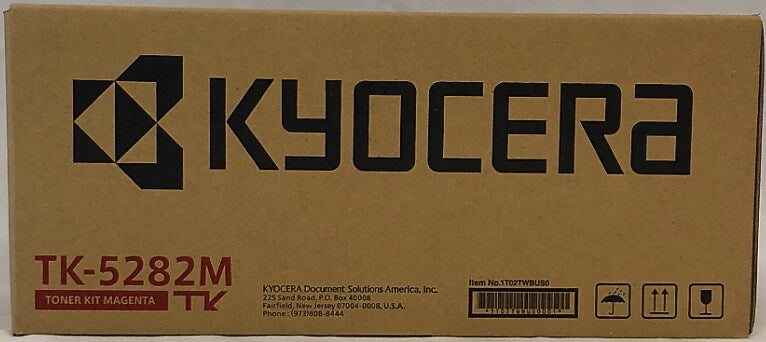 KYOCERA
TK-5282M
TONER KIT MAGENTA
TK
KYOCERA Document Solutions America, Inc.
225 Sand Road, P.O. Box 40008
Fairfield, New Jersey 07004-0008, U.S.A.
Phone : (973)808-8444
Item No.1T02TWBUS0